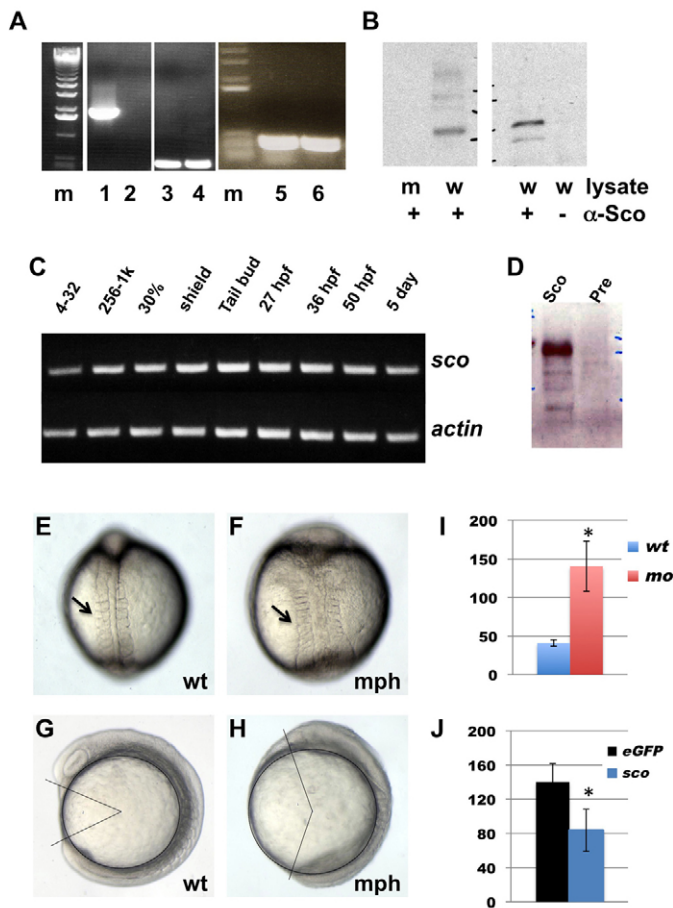 A
m 1 2 3 4 m 5 6
B
m w w w lysate
+ + + - α-Sco
C
4-32 256-1k 30% shield Tail bud 27 hpf 36 hpf 50 hpf 5 day
sco
actin
D
Sco Pre
E
wt
F
mph
G
wt
H
mph
I
200
150
100
50
0
*
wt
mo
J
200
160
120
80
40
0
*
eGFP
sco